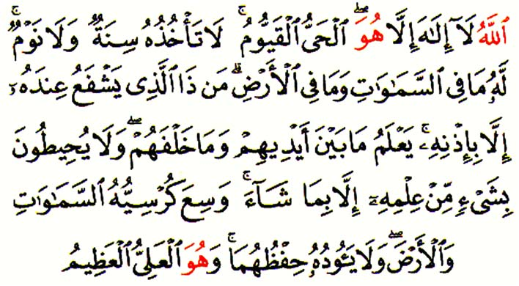 ٱللَّهُ لَآ إِلَٰهَ إِلَّا هُوَ ۖ ٱلْحَىُّ ٱلْقَيُّومُ ۚ لَا تَأْخُذُهُۥ سِنَةٌ وَلَا نَوْمٌ ۚ
لَّهُۥ مَا فِى ٱلسَّمَٰوَٰتِ وَمَا فِى ٱلْأَرْضِ ۗ مَن ذَا ٱلَّذِى يَشْفَعُ عِندَهُۥٓ
إِلَّا بِإِذْنِهِۦ ۚ يَعْلَمُ مَا بَيْنَ أَيْدِيهِمْ وَمَا خَلْفَهُمْ ۖ وَلَا يُحِيطُونَ
بِشَىْءٍ مِّنْ عِلْمِهِۦٓ إِلَّا بِمَا شَآءَ ۚ وَسِعَ كُرْسِيُّهُ ٱلسَّمَٰوَٰتِ
وَٱلْأَرْضَ ۖ وَلَا يَـُٔودُهُۥ حِفْظُهُمَا ۚ وَهُوَ ٱلْعَلِىُّ ٱلْعَظِيمُ